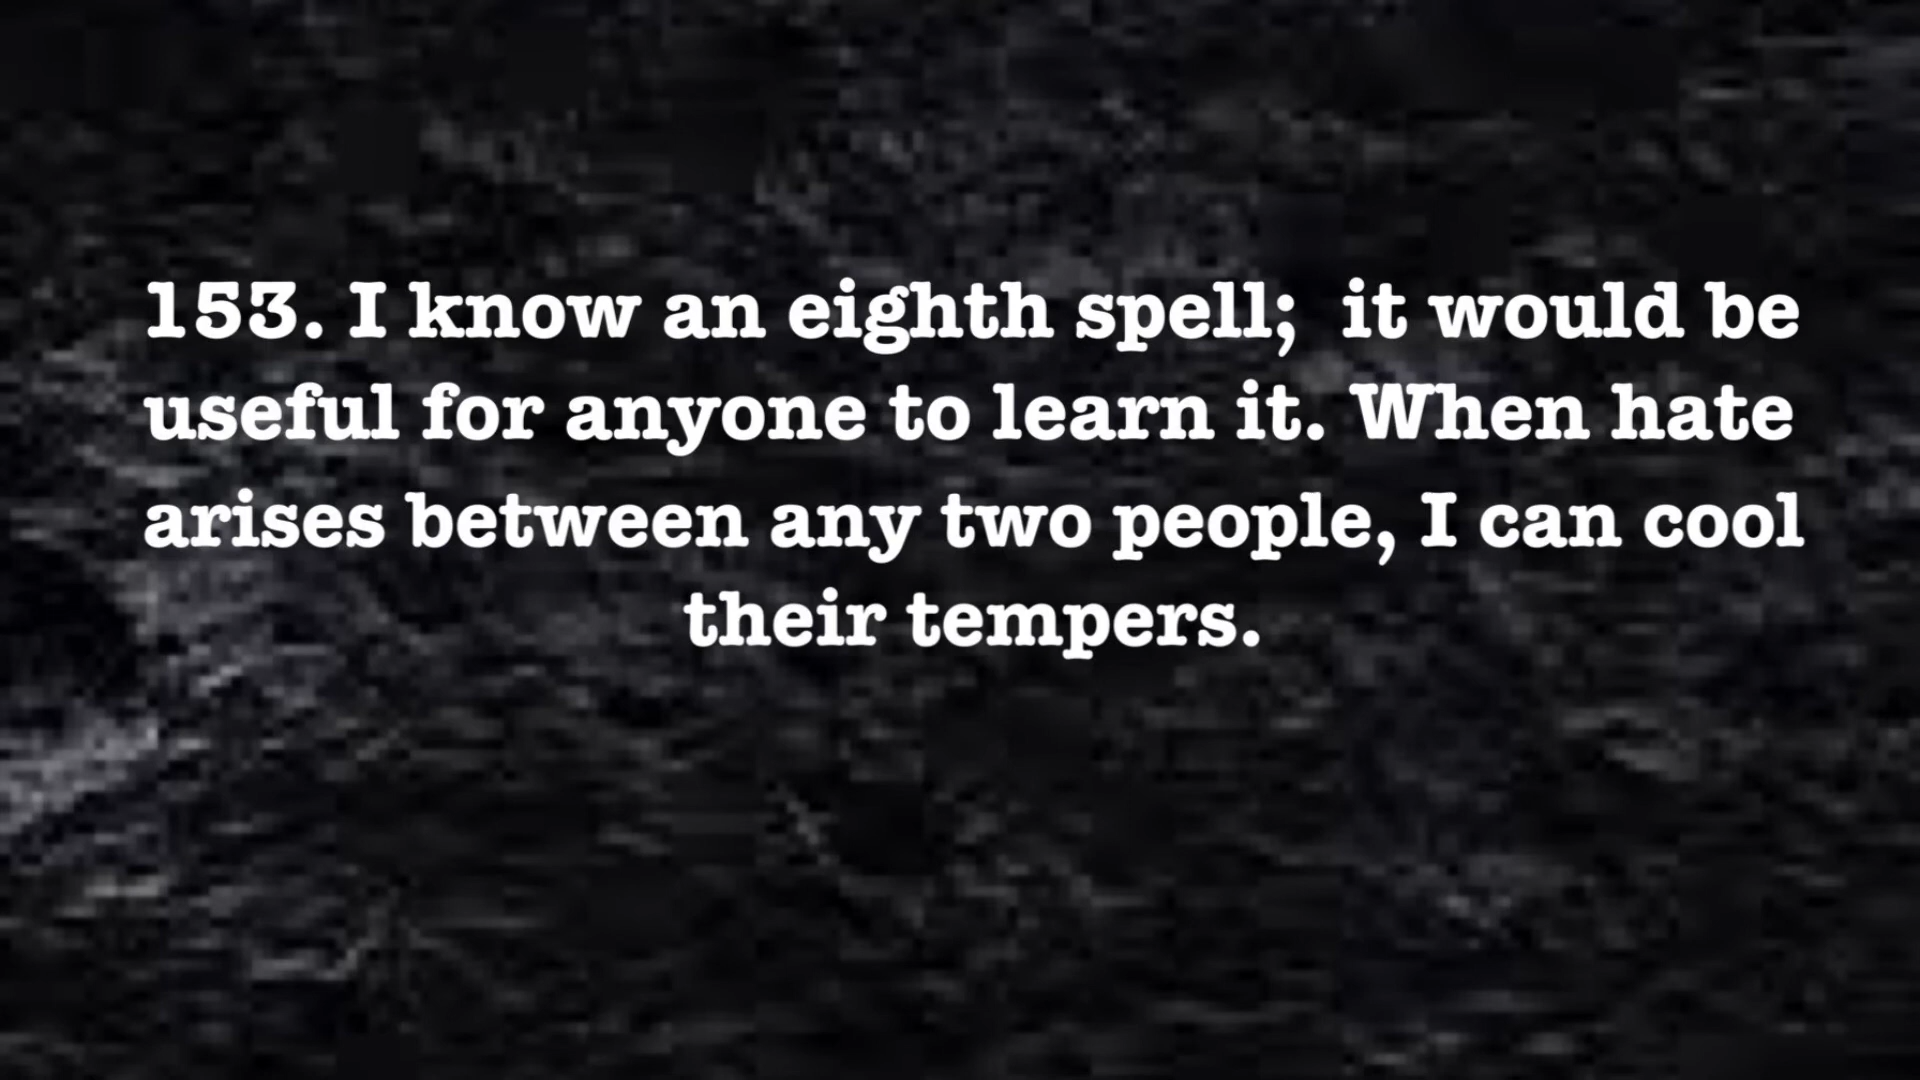 153. I know an eighth spell;  it would be
useful for anyone to learn it. When hate
arises between any two people, I can cool
their tempers.